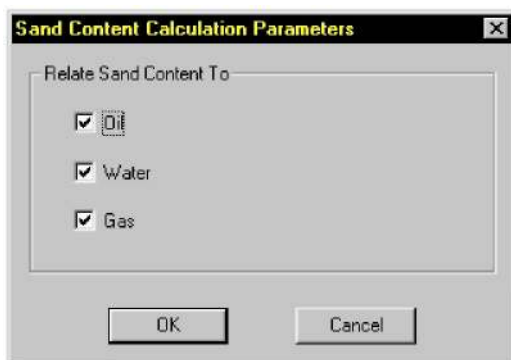 Sand Content Calculation Parameters
Relate Sand Content To
Oil
Water
Gas
OK Cancel